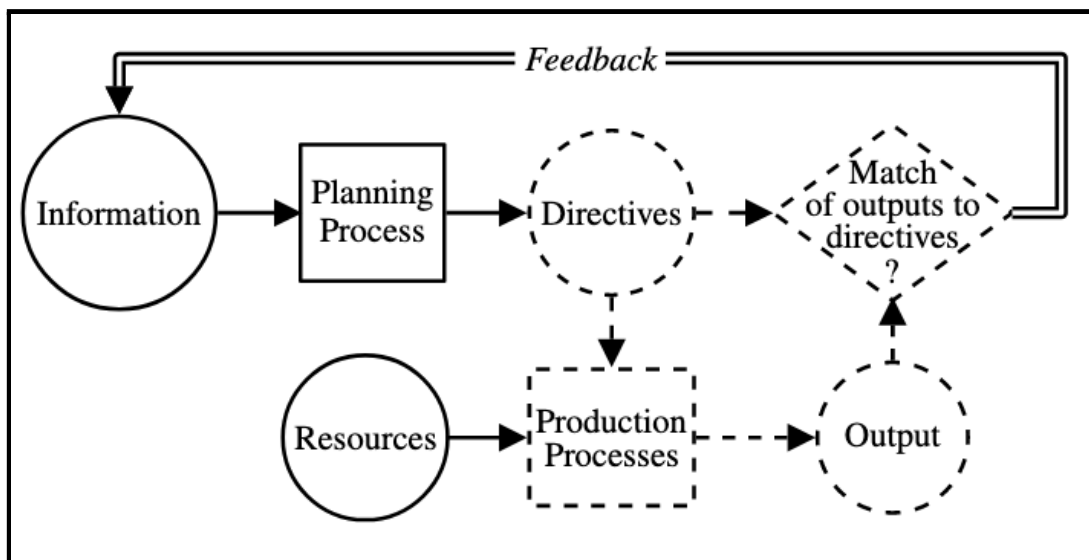 Feedback
Information
Planning
Process
Directives
Match
of outputs to
directives
?
Resources
Production
Processes
Output